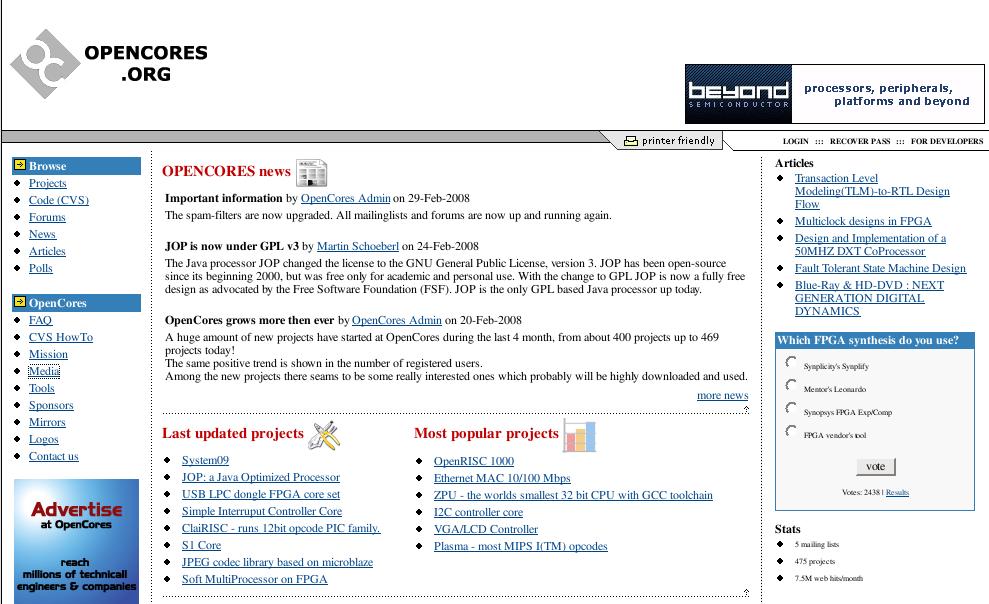 OPENCORES
.ORG
beyond
SEMICONDUCTOR
processors, peripherals,
platforms and beyond
printer friendly
LOGIN ::: RECOVER PASS ::: FOR DEVELOPERS
Browse
Projects
Code (CVS)
Forums
News
Articles
Polls
OpenCores
FAQ
CVS HowTo
Mission
Media
Tools
Sponsors
Mirrors
Logos
Contact us
Advertise
at OpenCores
reach
millions of technicall
engineers & companies
OPENCORES news
Important information by OpenCores Admin on 29-Feb-2008
The spam-filters are now upgraded. All mailinglists and forums are now up and running again.
JOP is now under GPL v3 by Martin Schoeberl on 24-Feb-2008
The Java processor JOP changed the license to the GNU General Public License, version 3. JOP has been open-source
since its beginning 2000, but was free only for academic and personal use. With the change to GPL JOP is now a fully free
design as advocated by the Free Software Foundation (FSF). JOP is the only GPL based Java processor up today.
OpenCores grows more then ever by OpenCores Admin on 20-Feb-2008
A huge amount of new projects have started at OpenCores during the last 4 month, from about 400 projects up to 469
projects today!
The same positive trend is shown in the number of registered users.
Among the new projects there seams to be some really interested ones which probably will be highly downloaded and used.
more news
Last updated projects
System09
JOP: a Java Optimized Processor
USB LPC dongle FPGA core set
Simple Interruput Controller Core
ClaiRISC - runs 12bit opcode PIC family.
S1 Core
JPEG codec library based on microblaze
Soft MultiProcessor on FPGA
Most popular projects
OpenRISC 1000
Ethernet MAC 10/100 Mbps
ZPU - the worlds smallest 32 bit CPU with GCC toolchain
I2C controller core
VGA/LCD Controller
Plasma - most MIPS I(TM) opcodes
Articles
Transaction Level
Modeling(TLM)-to-RTL Design
Flow
Multiclock designs in FPGA
Design and Implementation of a
50MHZ DXT CoProcessor
Fault Tolerant State Machine Design
Blue-Ray & HD-DVD : NEXT
GENERATION DIGITAL
DYNAMICS
Which FPGA synthesis do you use?
Synplicity's Synplify
Mentor's Leonardo
Synopsys FPGA Exp/Comp
FPGA vendor's tool
vote
Votes: 2438 | Results
Stats
5 mailing lists
475 projects
7.5M web hits/month